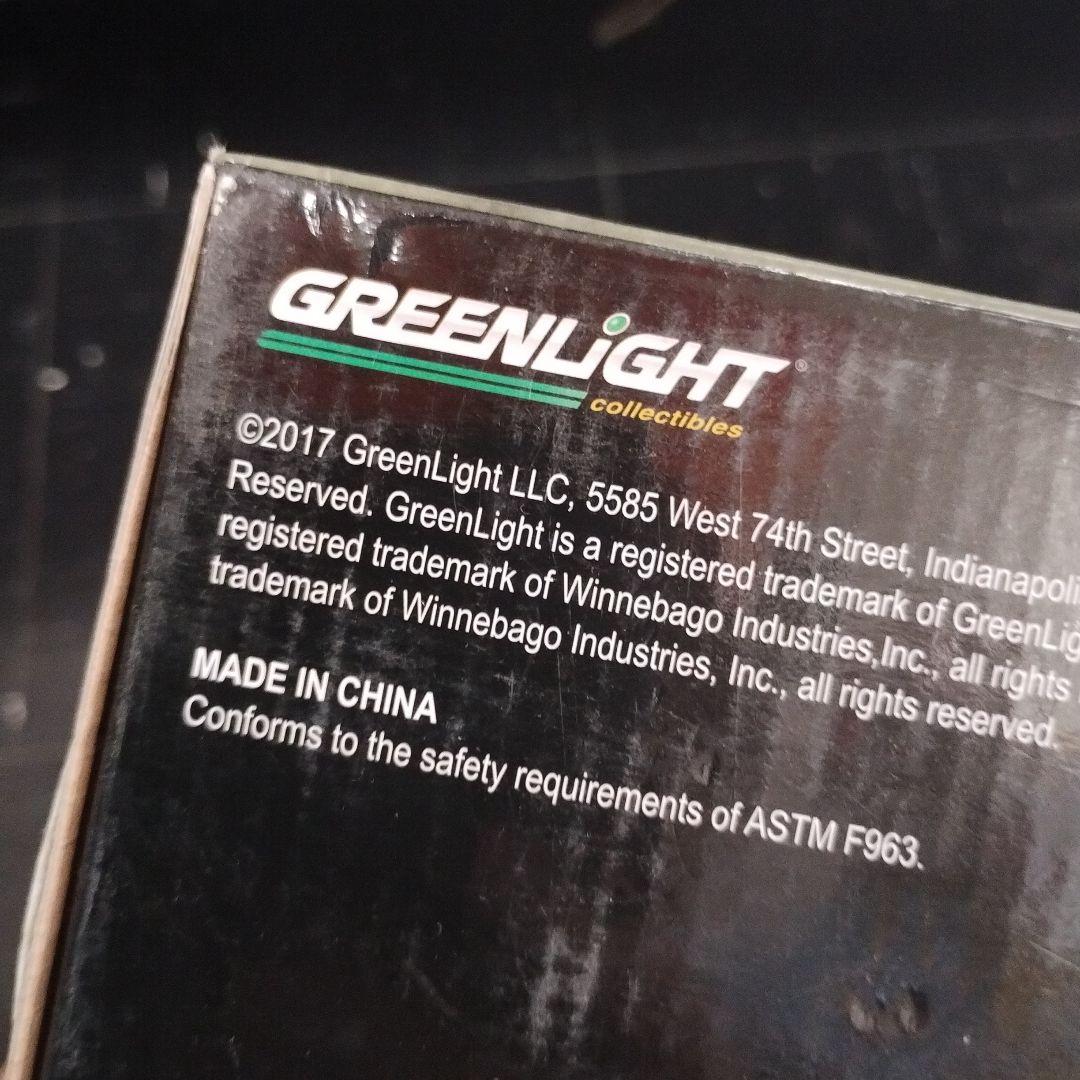 GREENLiGHT®
collectibles
©2017 GreenLight LLC, 5585 West 74th Street, Indianapoli
Reserved. GreenLight is a registered trademark of GreenLig
registered trademark of Winnebago Industries,Inc., all rights
trademark of Winnebago Industries, Inc., all rights reserved.
MADE IN CHINA
Conforms to the safety requirements of ASTM F963.